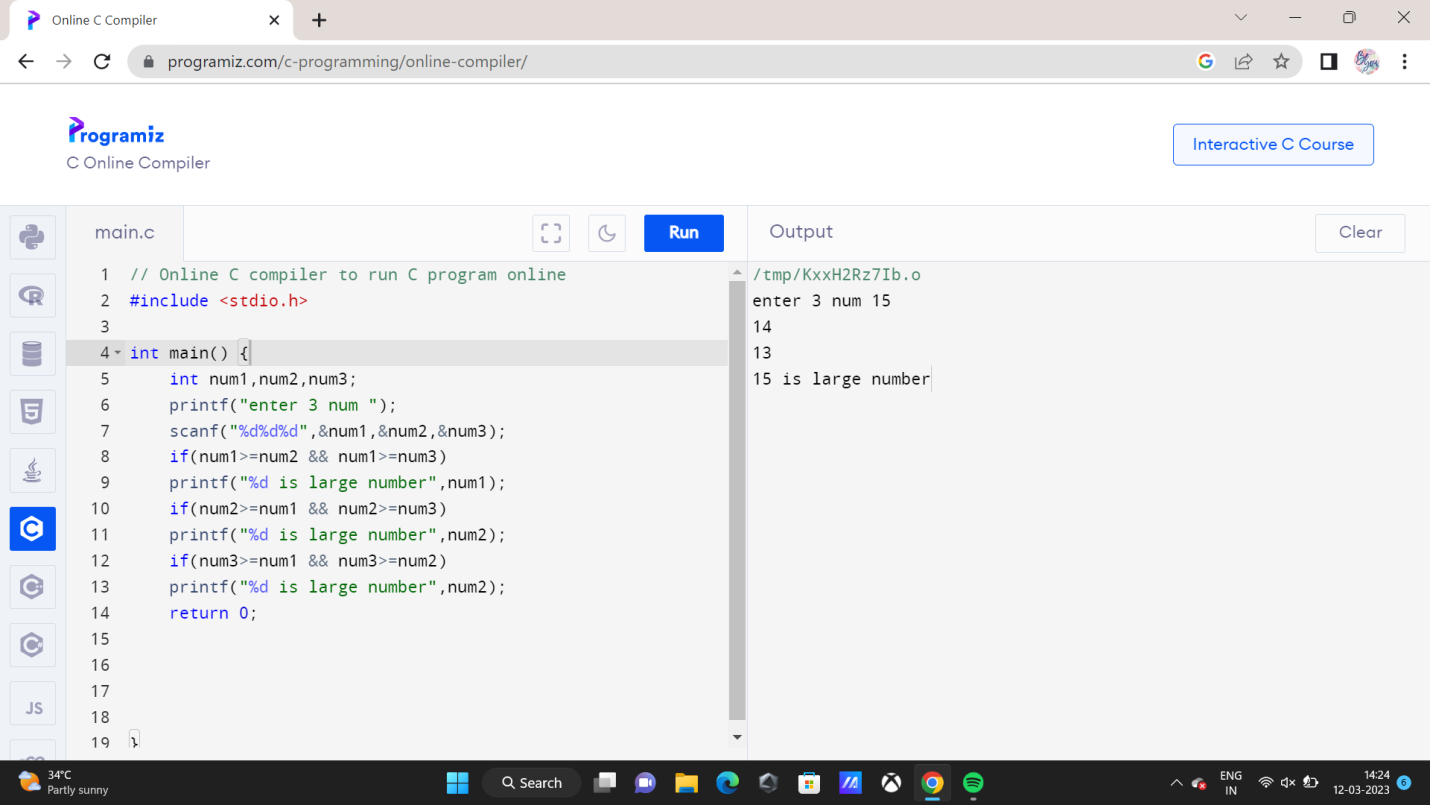 Online C Compiler
programiz.com/c-programming/online-compiler/
Programiz
C Online Compiler
Interactive C Course
main.c
Run
Output
Clear
1 // Online C compiler to run C program online
2 #include <stdio.h>
3
4 int main() {
5 int num1,num2,num3;
6 printf("enter 3 num ");
7 scanf("%d%d%d",&num1,&num2,&num3);
8 if(num1>=num2 && num1>=num3)
9 printf("%d is large number",num1);
10 if(num2>=num1 && num2>=num3)
11 printf("%d is large number",num2);
12 if(num3>=num1 && num3>=num2)
13 printf("%d is large number",num2);
14 return 0;
15
16
17
18
19 }
/tmp/KxxH2Rz7Ib.o
enter 3 num 15
14
13
15 is large number
JS
34°C
Partly sunny
Search
ENG
IN
14:24
12-03-2023
6